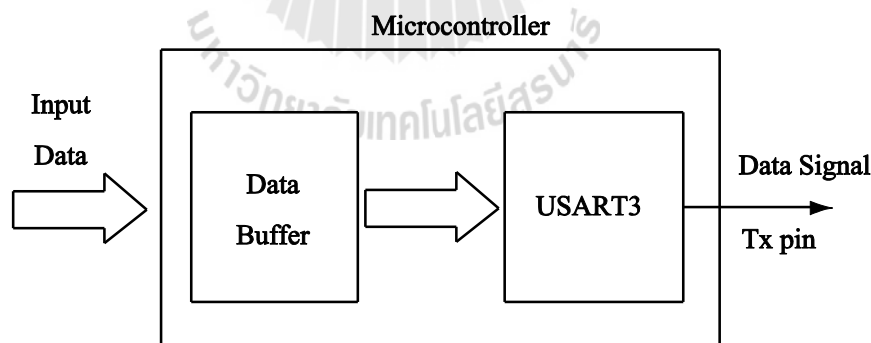 Microcontroller
Input
Data
Data
Buffer
USART3
Data Signal
Tx pin